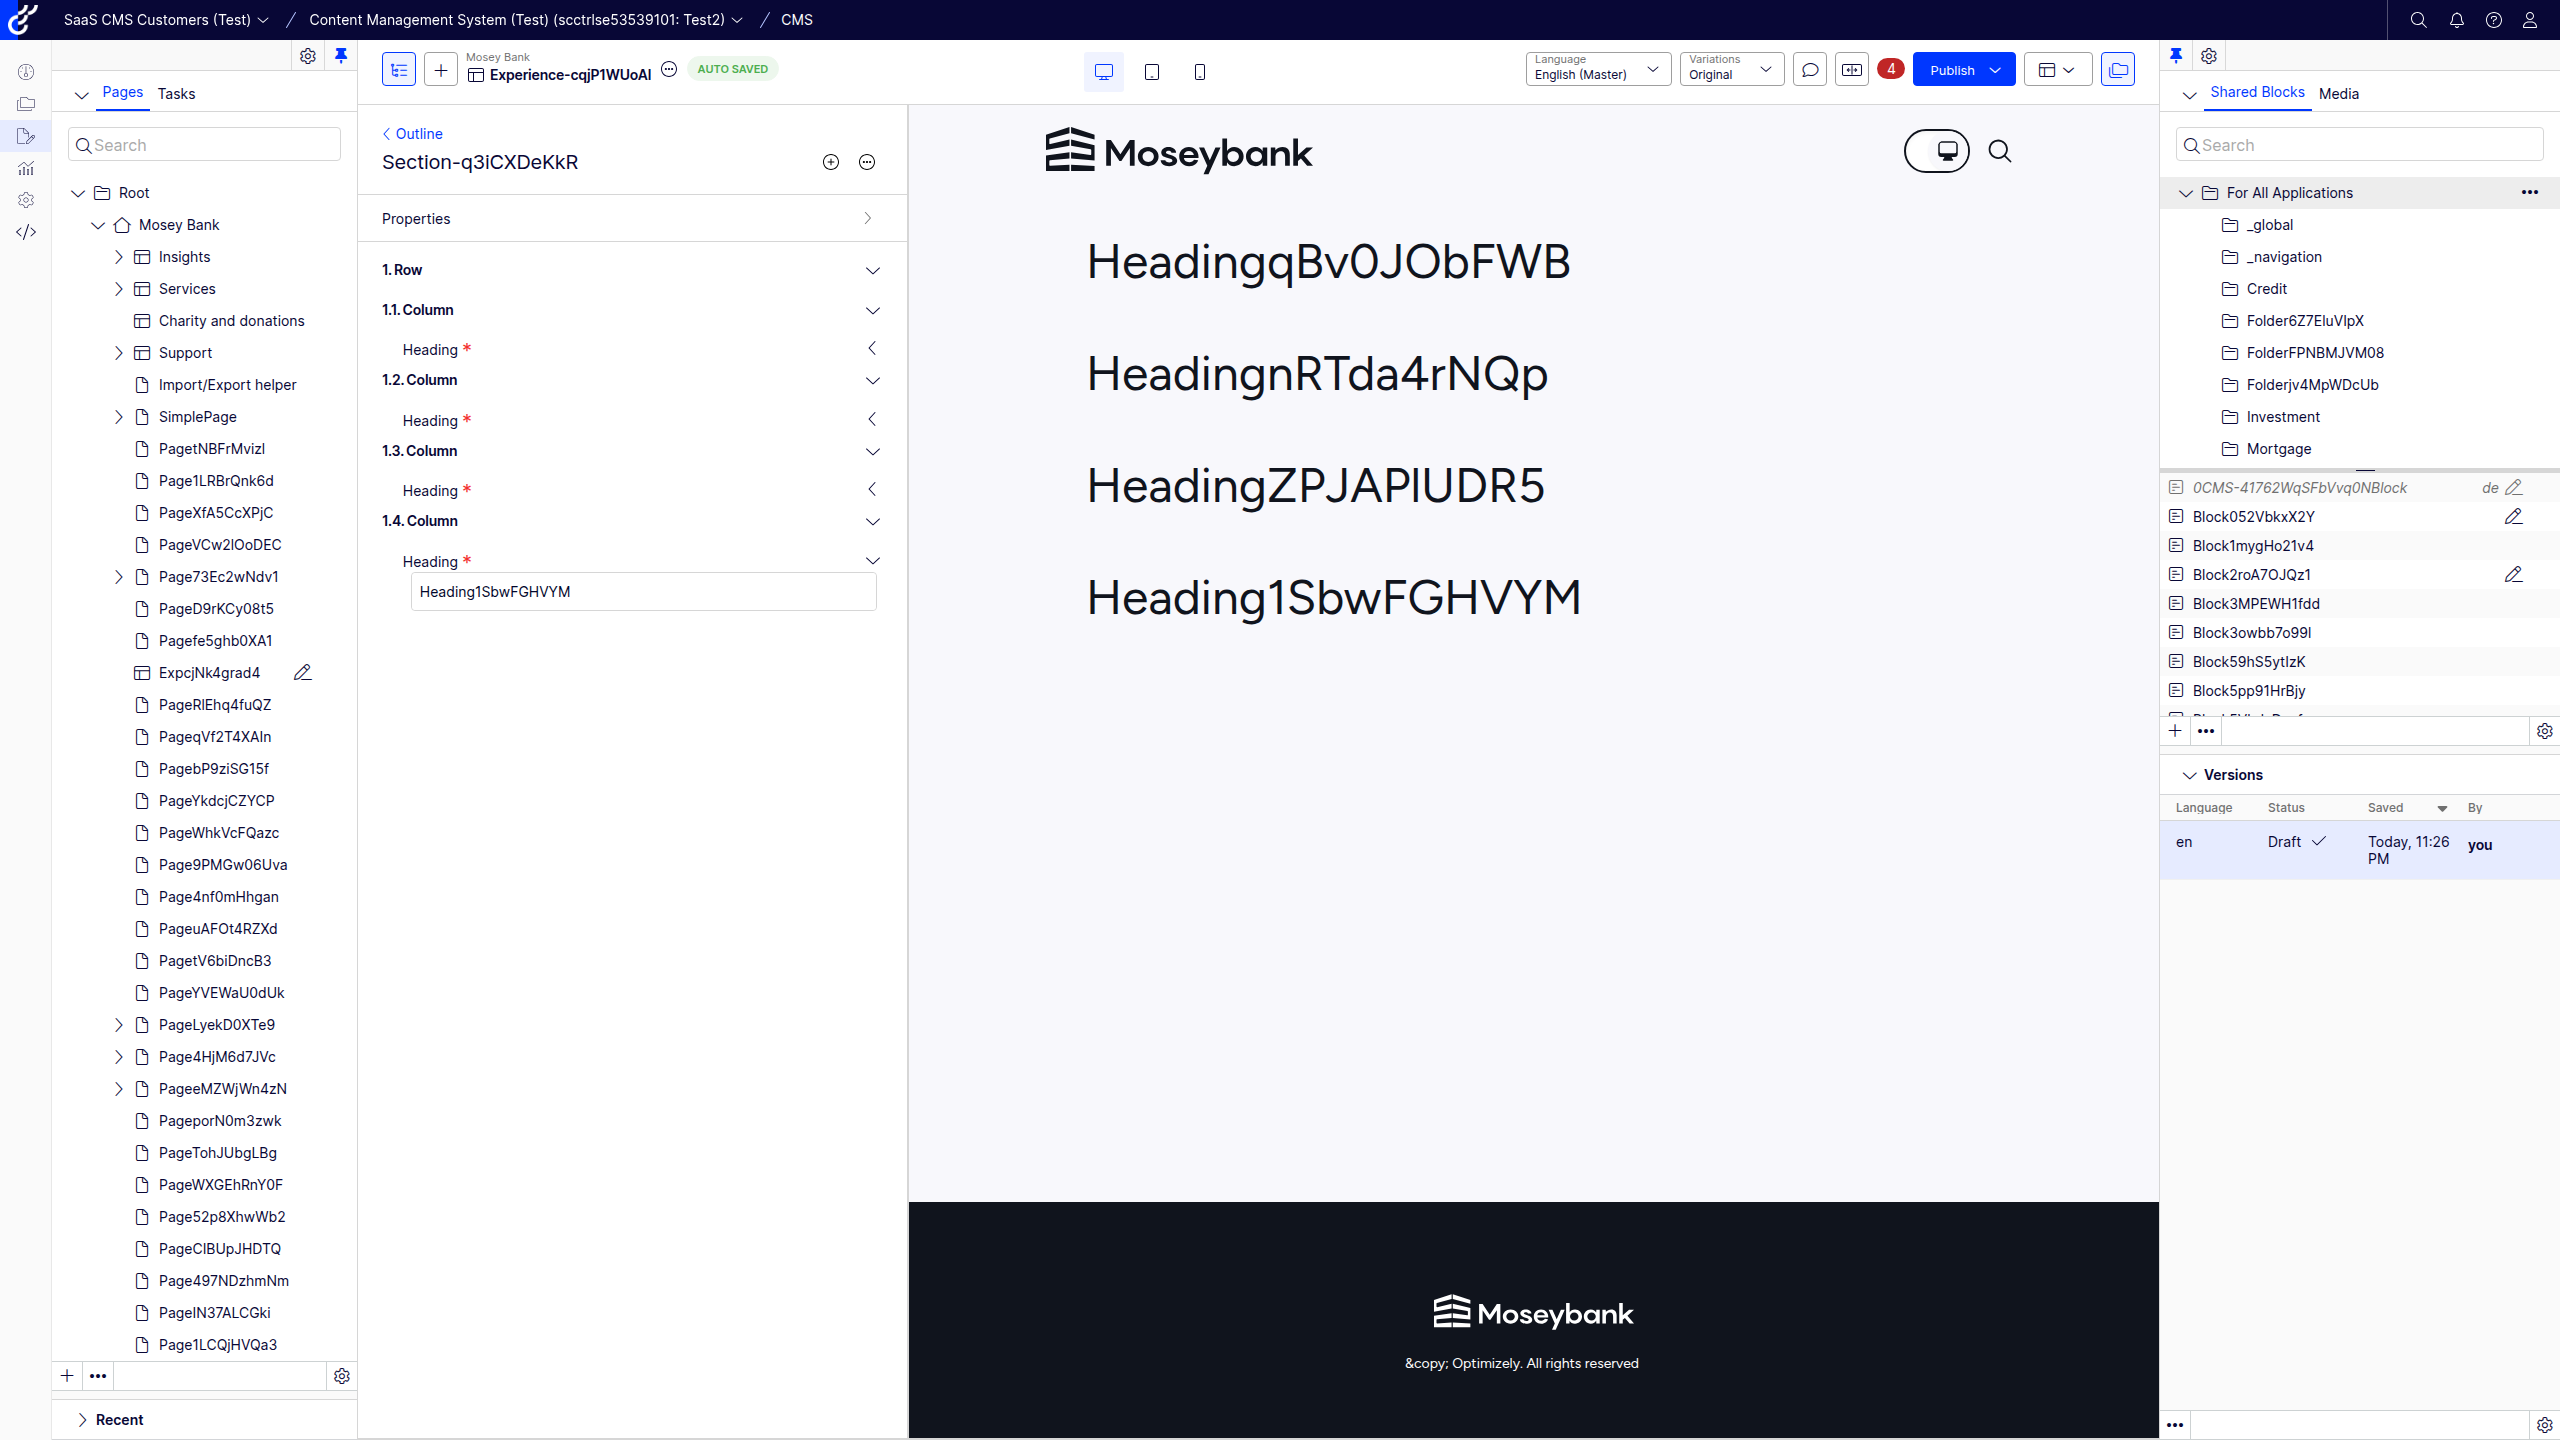 SaaS CMS Customers (Test)
Content Management System (Test) (scctrlse53539101: Test2)
CMS
Pages
Tasks
Search
Root
Mosey Bank
Insights
Services
Charity and donations
Support
Import/Export helper
SimplePage
PagetNBFrMvizl
Page1LRBrQnk6d
PageXfA5CcXPjC
PageVCw2lOoDEC
Page73Ec2wNdv1
PageD9rKCy08t5
Pagefe5ghb0XA1
ExpcjNk4grad4
PageRlEhq4fuQZ
PageqVf2T4XAln
PagebP9ziSG15f
PageYkdcjCZYCP
PageWhkVcFQazc
Page9PMGw06Uva
Page4nf0mHhgan
PageuAFOt4RZXd
PagetV6biDncB3
PageYVEWaU0dUk
PageLyekD0XTe9
Page4HjM6d7JVc
PageeMZWjWn4zN
PageporN0m3zwk
PageTohJUbgLBg
PageWXGEhRnY0F
Page52p8XhwWb2
PageClBUpJHDTQ
Page497NDzhmNm
PageIN37ALCGki
Page1LCQjHVQa3
Recent
Mosey Bank
Experience-cqjP1WUoAl
AUTO SAVED
Language
English (Master)
Variations
Original
4
Publish
Outline
Section-q3iCXDeKkR
Properties
1. Row
1.1. Column
Heading *
1.2. Column
Heading *
1.3. Column
Heading *
1.4. Column
Heading *
Heading1SbwFGHVYM
Moseybank
HeadingqBv0JObFWB
HeadingnRTda4rNQp
HeadingZPJAPlUDR5
Heading1SbwFGHVYM
Moseybank
&copy; Optimizely. All rights reserved
Shared Blocks
Media
Search
For All Applications
_global
_navigation
Credit
Folder6Z7EluVlpX
FolderFPNBMJVM08
Folderjv4MpWDcUb
Investment
Mortgage
0CMS-41762WqSFbVvq0NBlock de
Block052VbkxX2Y
Block1mygHo21v4
Block2roA7OJQz1
Block3MPEWH1fdd
Block3owbb7o99l
Block59hS5ytIzK
Block5pp91HrBjy
Versions
Language Status Saved By
en Draft Today, 11:26 PM you